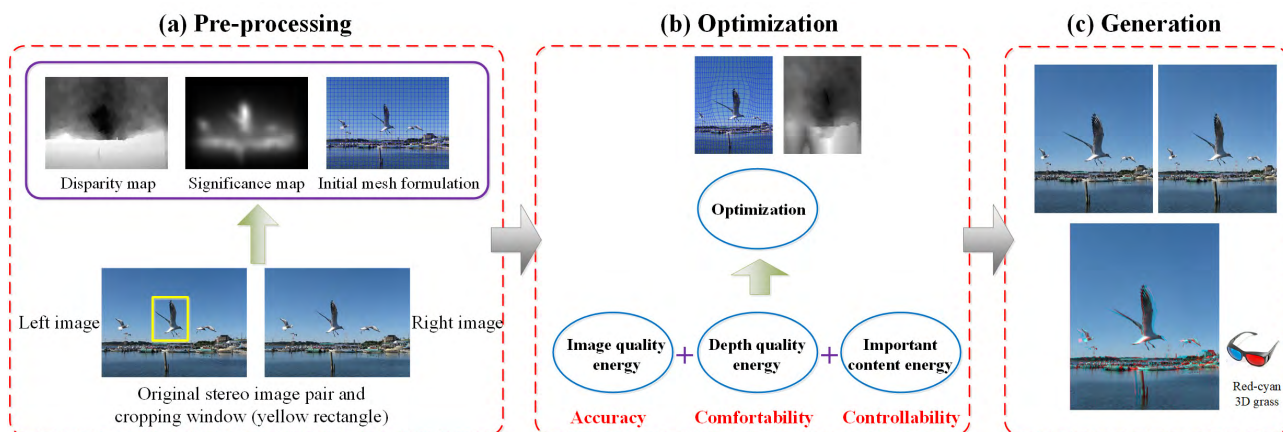 (a) Pre-processing
Disparity map
Significance map
Initial mesh formulation
Left image
Right image
Original stereo image pair and
cropping window (yellow rectangle)
(b) Optimization
Optimization
Image quality
energy
+
Depth quality
energy
+
Important
content energy
Accuracy
Comfortability
Controllability
(c) Generation
Red-cyan
3D grass